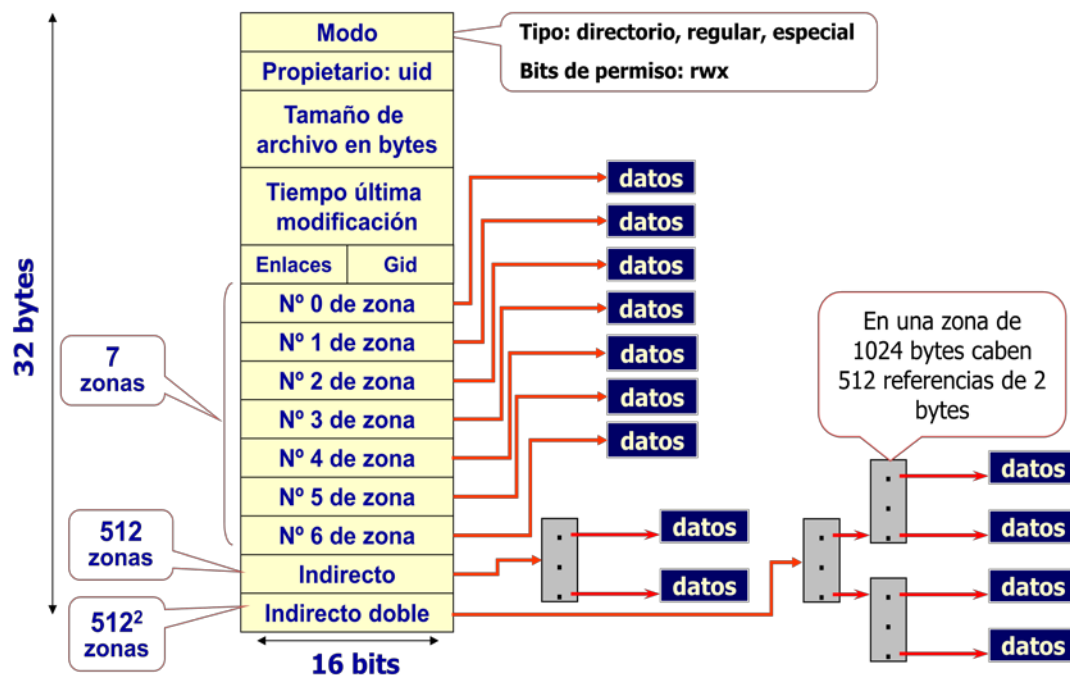 Modo
Tipo: directorio, regular, especial
Bits de permiso: rwx
Propietario: uid
Tamaño de
archivo en bytes
Tiempo última
modificación
Enlaces
Gid
Nº 0 de zona
Nº 1 de zona
Nº 2 de zona
Nº 3 de zona
Nº 4 de zona
Nº 5 de zona
Nº 6 de zona
Indirecto
Indirecto doble
16 bits
32 bytes
7
zonas
512
zonas
512²
zonas
datos
datos
datos
datos
datos
datos
datos
datos
datos
En una zona de
1024 bytes caben
512 referencias de 2
bytes
datos
datos
datos
datos